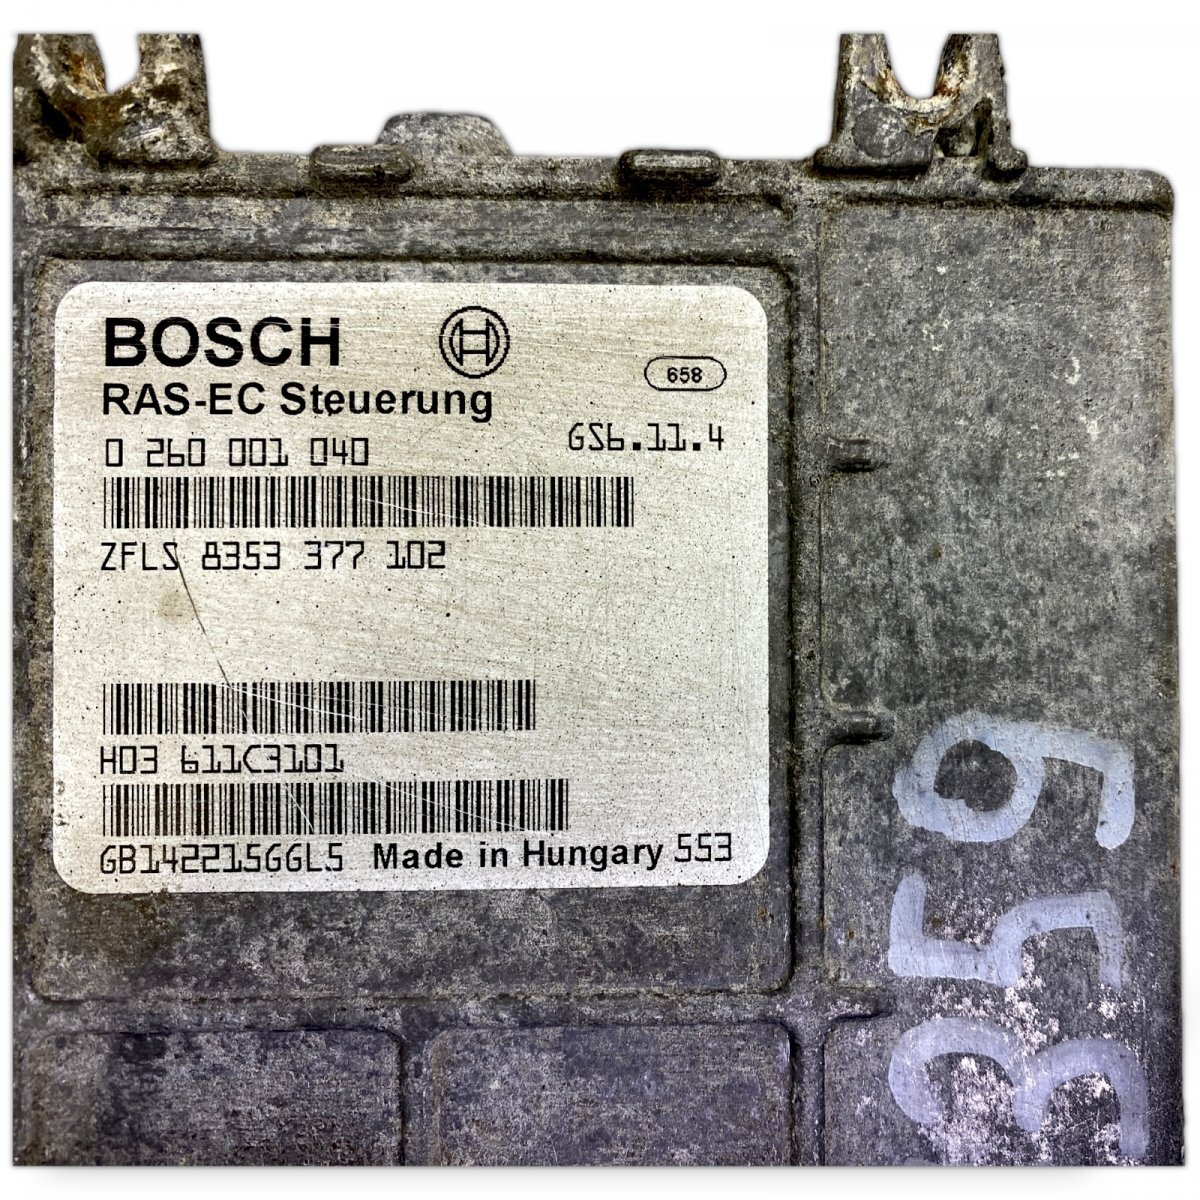 BOSCH
RAS-EC Steuerung
658
0 260 001 040
GS6.11.4
ZFLS 8353 377 102
H03 611C3101
GB142215GGL5 Made in Hungary 553
359